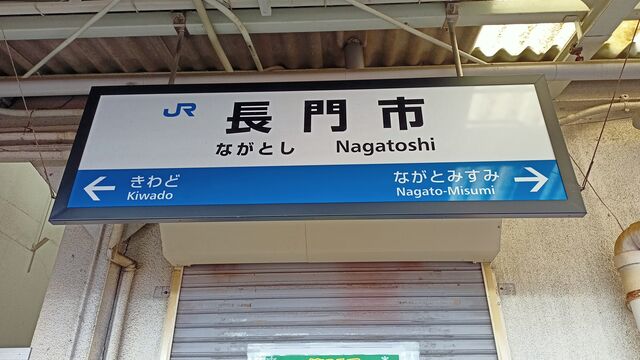 JR 長門市
ながとし Nagatoshi
← きわど
Kiwado
ながとみすみ →
Nagato-Misumi